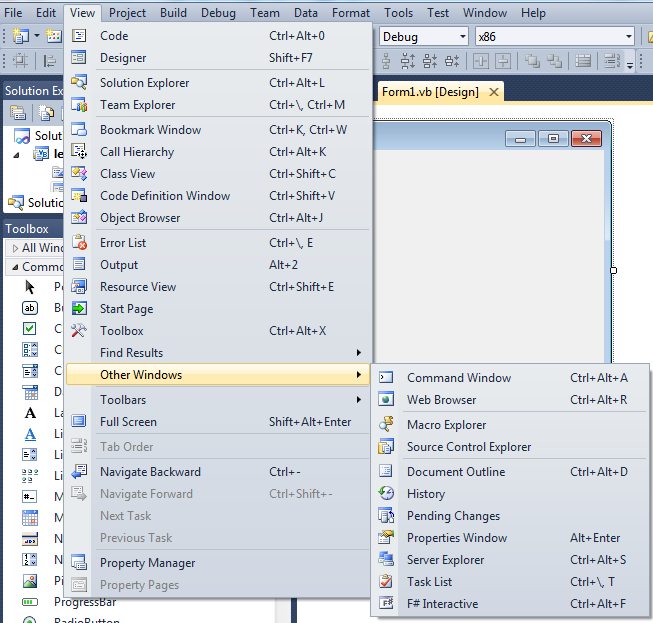 File Edit View Project Build Debug Team Data Format Tools Test Window Help
Debug x86
Solution Ex
Form1.vb [Design]
Solut
le
Solutio
Toolbox
All Wind
Commo
ProgressBar
RadioButton
Code Ctrl+Alt+0
Designer Shift+F7
Solution Explorer Ctrl+Alt+L
Team Explorer Ctrl+\, Ctrl+M
Bookmark Window Ctrl+K, Ctrl+W
Call Hierarchy Ctrl+Alt+K
Class View Ctrl+Shift+C
Code Definition Window Ctrl+Shift+V
Object Browser Ctrl+Alt+J
Error List Ctrl+\, E
Output Alt+2
Resource View Ctrl+Shift+E
Start Page
Toolbox Ctrl+Alt+X
Find Results
Other Windows
Toolbars
Full Screen Shift+Alt+Enter
Tab Order
Navigate Backward Ctrl+-
Navigate Forward Ctrl+Shift+-
Next Task
Previous Task
Property Manager
Property Pages
Command Window Ctrl+Alt+A
Web Browser Ctrl+Alt+R
Macro Explorer
Source Control Explorer
Document Outline Ctrl+Alt+D
History
Pending Changes
Properties Window Alt+Enter
Server Explorer Ctrl+Alt+S
Task List Ctrl+\, T
F# Interactive Ctrl+Alt+F